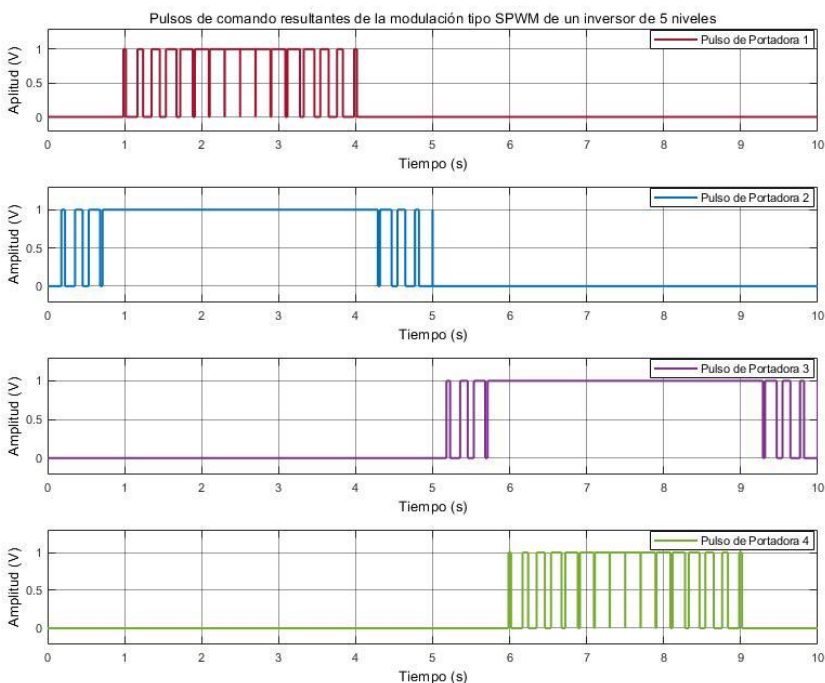 Pulsos de comando resultantes de la modulación tipo SPWM de un inversor de 5 niveles
Aplitud (V)
Pulso de Portadora 1
1
0.5
0
0 1 2 3 4 5 6 7 8 9 10
Tiempo (s)
Amplitud (V)
Pulso de Portadora 2
1
0.5
0
0 1 2 3 4 5 6 7 8 9 10
Tiempo (s)
Amplitud (V)
Pulso de Portadora 3
1
0.5
0
0 1 2 3 4 5 6 7 8 9 10
Tiempo (s)
Amplitud (V)
Pulso de Portadora 4
1
0.5
0
0 1 2 3 4 5 6 7 8 9 10
Tiempo (s)